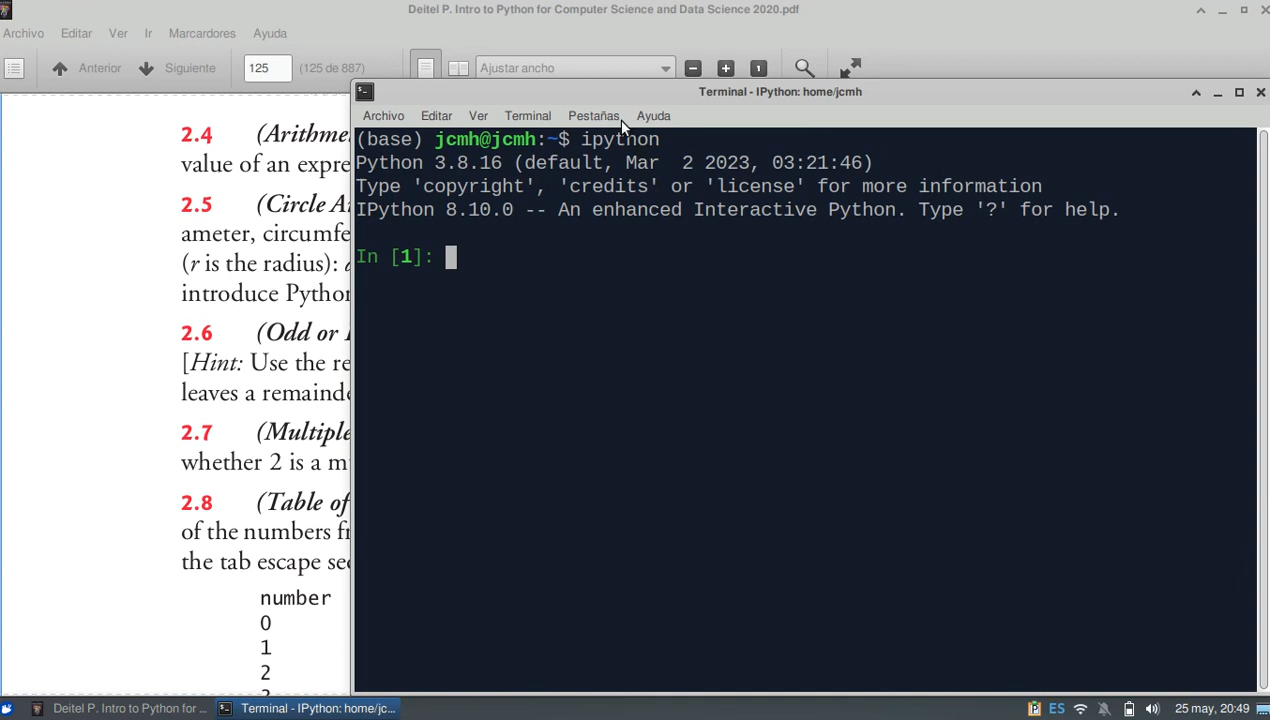 Deitel P. Intro to Python for Computer Science and Data Science 2020.pdf
Archivo Editar Ver Ir Marcardores Ayuda
Anterior Siguiente 125 (125 de 887) Ajustar ancho 1
Terminal - IPython: home/jcmh
Archivo Editar Ver Terminal Pestañas Ayuda
(base) jcmh@jcmh:~$ ipython
Python 3.8.16 (default, Mar  2 2023, 03:21:46)
Type 'copyright', 'credits' or 'license' for more information
IPython 8.10.0 -- An enhanced Interactive Python. Type '?' for help.
In [1]:
2.4 (Arithme
value of an expre
2.5 (Circle A
ameter, circumfe
(r is the radius):
introduce Python
2.6 (Odd or
[Hint: Use the re
leaves a remainde
2.7 (Multiple
whether 2 is a m
2.8 (Table of
of the numbers fr
the tab escape se
number
0
1
2
Deitel P. Intro to Python for ... Terminal - IPython: home/jc... ES 25 may, 20:49